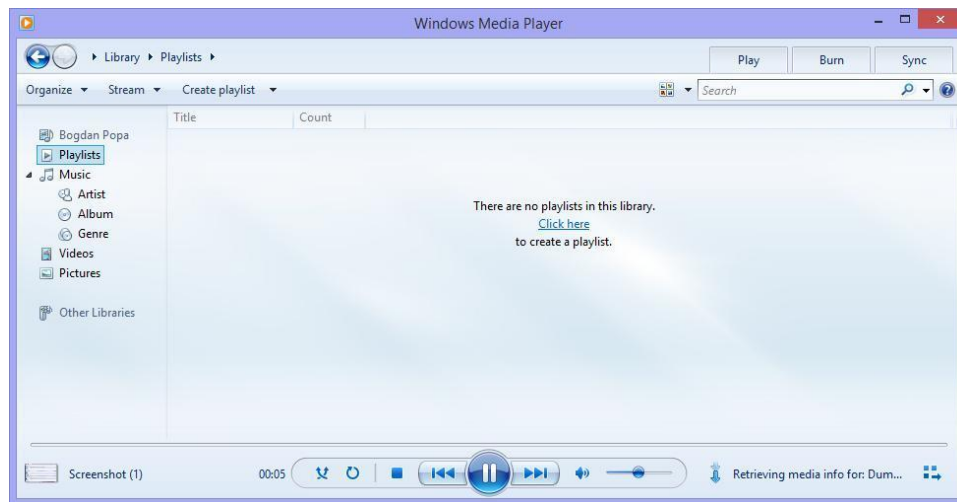 Windows Media Player
Library Playlists
Play Burn Sync
Organize Stream Create playlist
Search
Title Count
Bogdan Popa
Playlists
Music
Artist
Album
Genre
Videos
Pictures
Other Libraries
There are no playlists in this library.
Click here
to create a playlist.
Screenshot (1) 00:05 Retrieving media info for: Dum...